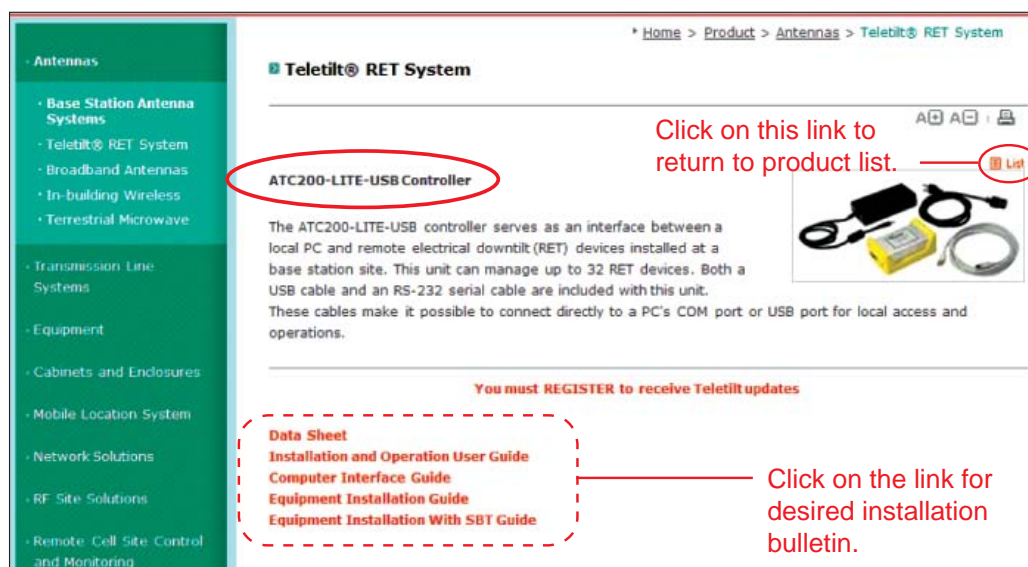 Home > Product > Antennas > Teletilt® RET System
Antennas
Base Station Antenna
Systems
Teletilt® RET System
Broadband Antennas
In-building Wireless
Terrestrial Microwave
Transmission Line
Systems
Equipment
Cabinets and Enclosures
Mobile Location System
Network Solutions
RF Site Solutions
Remote Cell Site Control
and Monitoring
Teletilt® RET System
A+ A-
Click on this link to
return to product list.
List
ATC200-LITE-USB Controller
The ATC200-LITE-USB controller serves as an interface between a
local PC and remote electrical downtilt (RET) devices installed at a
base station site. This unit can manage up to 32 RET devices. Both a
USB cable and an RS-232 serial cable are included with this unit.
These cables make it possible to connect directly to a PC's COM port or USB port for local access and
operations.
You must REGISTER to receive Teletilt updates
Data Sheet
Installation and Operation User Guide
Computer Interface Guide
Equipment Installation Guide
Equipment Installation With SBT Guide
Click on the link for
desired installation
bulletin.